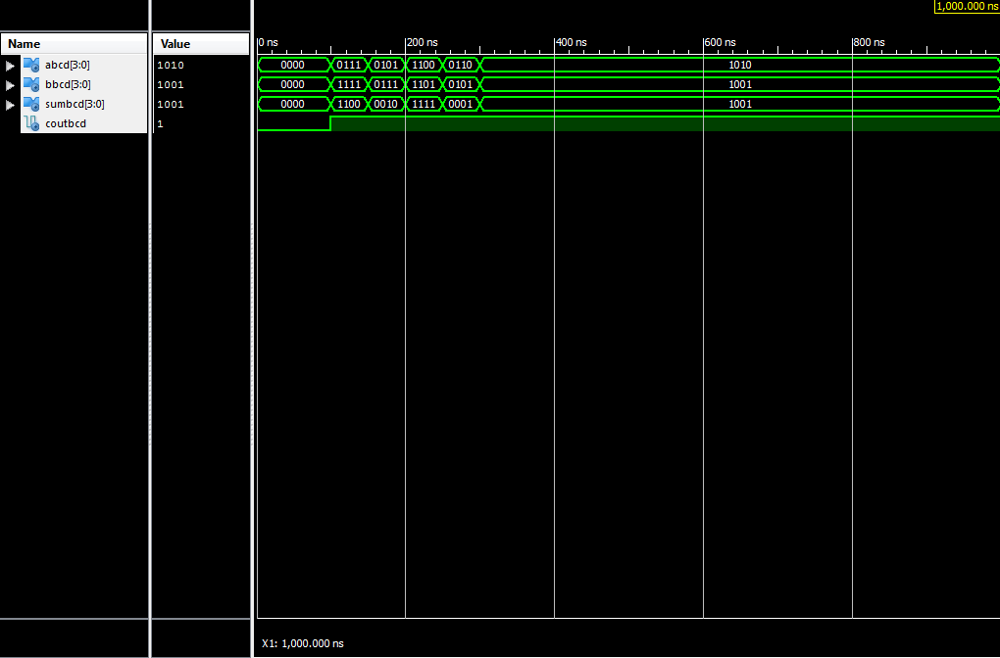 1,000.000 ns
Name Value 0 ns 200 ns 400 ns 600 ns 800 ns
abcd[3:0] 1010 0000 0111 0101 1100 0110 1010
bbcd[3:0] 1001 0000 1111 0111 1101 0101 1001
sumbcd[3:0] 1001 0000 1100 0010 1111 0001 1001
coutbcd 1
X1: 1,000.000 ns